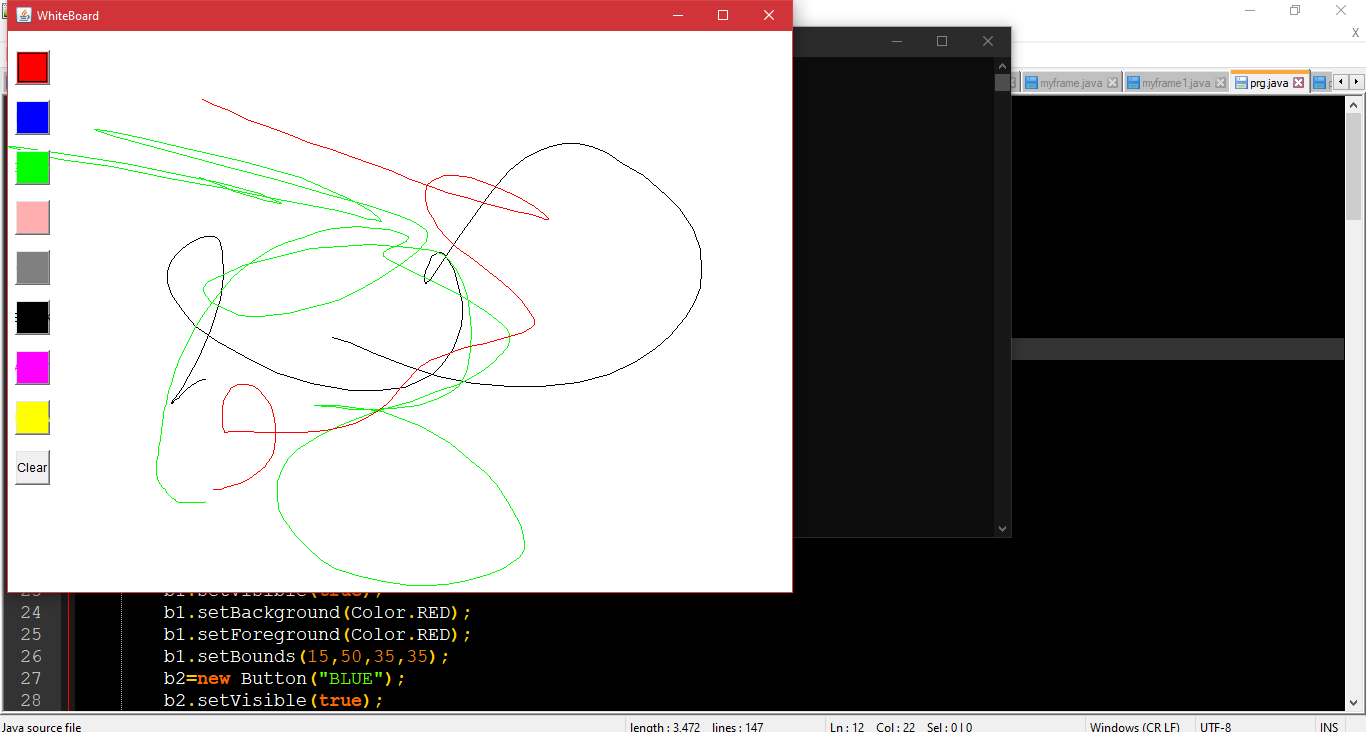 WhiteBoard
X
myframe.java myframe1.java prg.java
Clear
b1.setVisible(true);
24 b1.setBackground(Color.RED);
25 b1.setForeground(Color.RED);
26 b1.setBounds(15,50,35,35);
27 b2=new Button("BLUE");
28 b2.setVisible(true);
Java source file length : 3.472 lines : 147 Ln : 12 Col : 22 Sel : 0 | 0 Windows (CR LF) UTF-8 INS